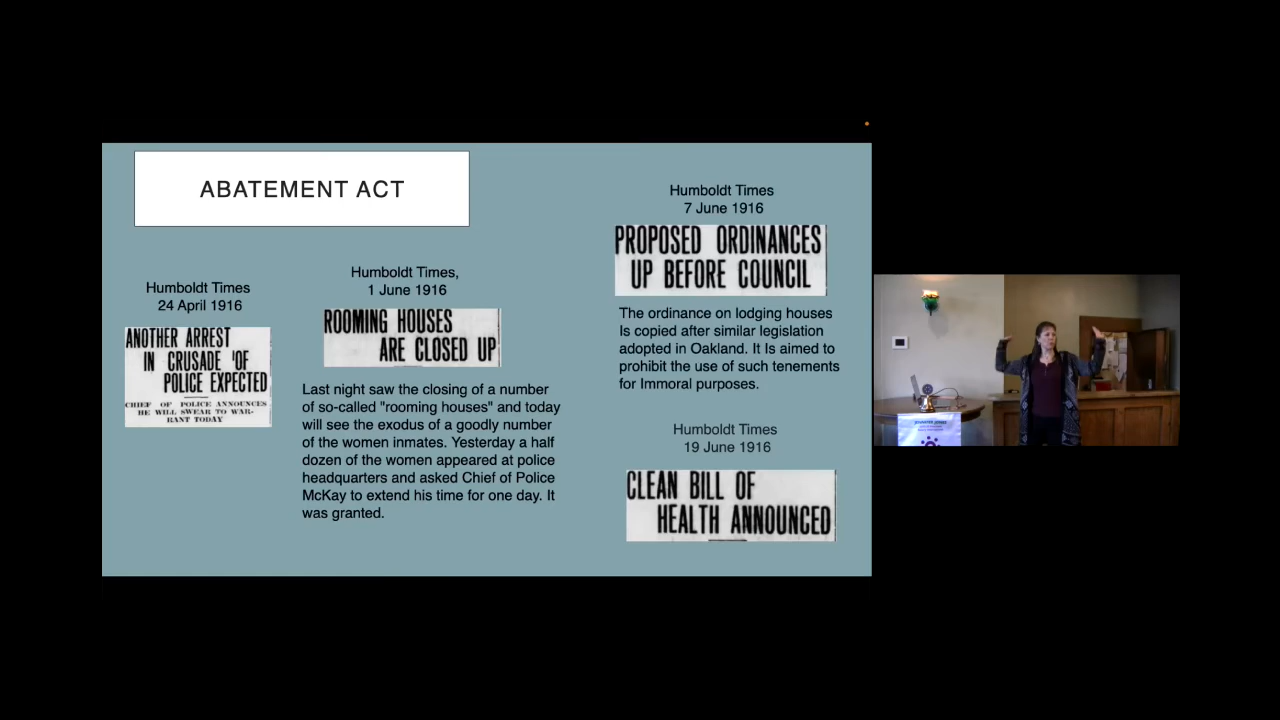 ABATEMENT ACT
Humboldt Times
24 April 1916
ANOTHER ARREST
IN CRUSADE OF
POLICE EXPECTED
CHIEF OF POLICE ANNOUNCES
HE WILL SWEAR TO WAR-
RANT TODAY
Humboldt Times,
1 June 1916
ROOMING HOUSES
ARE CLOSED UP
Last night saw the closing of a number
of so-called "rooming houses" and today
will see the exodus of a goodly number
of the women inmates. Yesterday a half
dozen of the women appeared at police
headquarters and asked Chief of Police
McKay to extend his time for one day. It
was granted.
Humboldt Times
7 June 1916
PROPOSED ORDINANCES
UP BEFORE COUNCIL
The ordinance on lodging houses
Is copied after similar legislation
adopted in Oakland. It Is aimed to
prohibit the use of such tenements
for Immoral purposes.
Humboldt Times
19 June 1916
CLEAN BILL OF
HEALTH ANNOUNCED